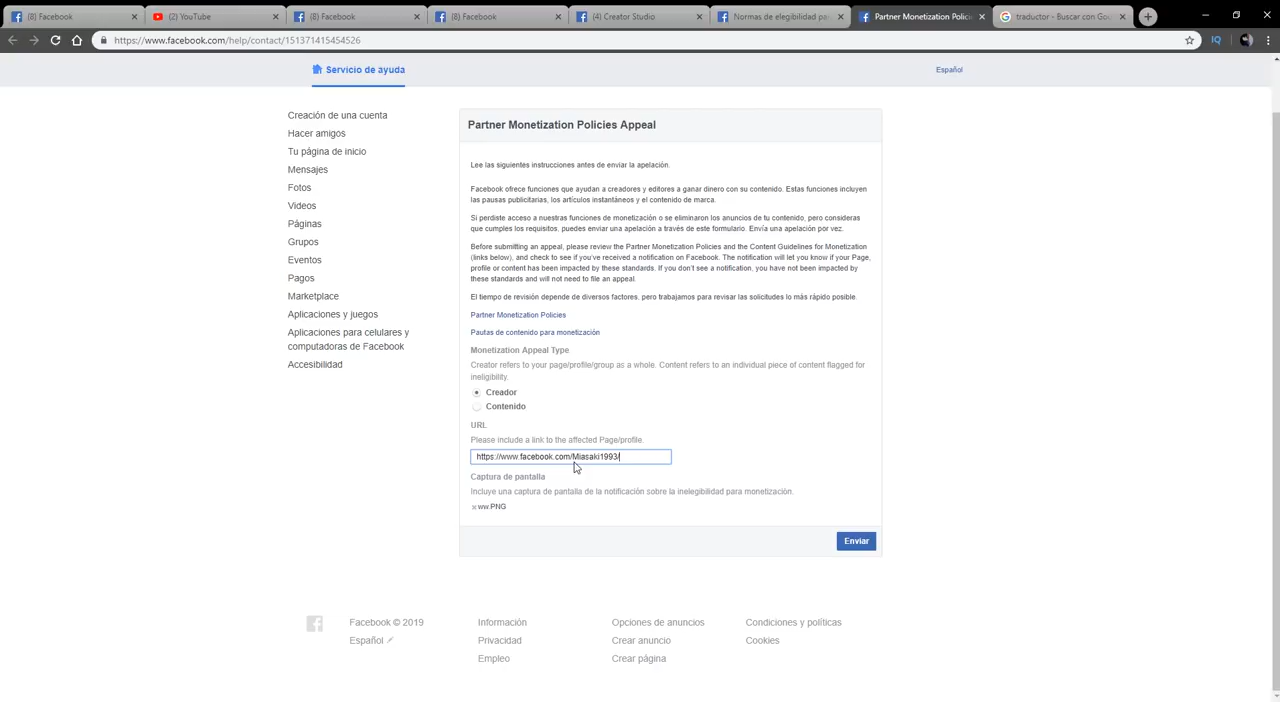 (8) Facebook
(2) YouTube
(8) Facebook
(8) Facebook
(4) Creator Studio
Normas de elegibilidad pa
Partner Monetization Polici
traductor - Buscar con Goo
https://www.facebook.com/help/contact/151371415454526
IQ
Servicio de ayuda
Español
Creación de una cuenta
Hacer amigos
Tu página de inicio
Mensajes
Fotos
Videos
Páginas
Grupos
Eventos
Pagos
Marketplace
Aplicaciones y juegos
Aplicaciones para celulares y
computadoras de Facebook
Accesibilidad
Partner Monetization Policies Appeal
Lee las siguientes instrucciones antes de enviar la apelación.
Facebook ofrece funciones que ayudan a creadores y editores a ganar dinero con su contenido. Estas funciones incluyen
las pausas publicitarias, los artículos instantáneos y el contenido de marca.
Si perdiste acceso a nuestras funciones de monetización o se eliminaron los anuncios de tu contenido, pero consideras
que cumples los requisitos, puedes enviar una apelación a través de este formulario. Envía una apelación por vez.
Before submitting an appeal, please review the Partner Monetization Policies and the Content Guidelines for Monetization
(links below), and check to see if you've received a notification on Facebook. The notification will let you know if your Page,
profile or content has been impacted by these standards. If you don't see a notification, you have not been impacted by
these standards and will not need to file an appeal.
El tiempo de revisión depende de diversos factores, pero trabajamos para revisar las solicitudes lo más rápido posible.
Partner Monetization Policies
Pautas de contenido para monetización
Monetization Appeal Type
Creator refers to your page/profile/group as a whole. Content refers to an individual piece of content flagged for
ineligibility.
Creador
Contenido
URL
Please include a link to the affected Page/profile.
https://www.facebook.com/Miasaki1993/
Captura de pantalla
Incluye una captura de pantalla de la notificación sobre la inelegibilidad para monetización.
ww.PNG
Enviar
Facebook © 2019
Español
Información
Privacidad
Empleo
Opciones de anuncios
Crear anuncio
Crear página
Condiciones y políticas
Cookies